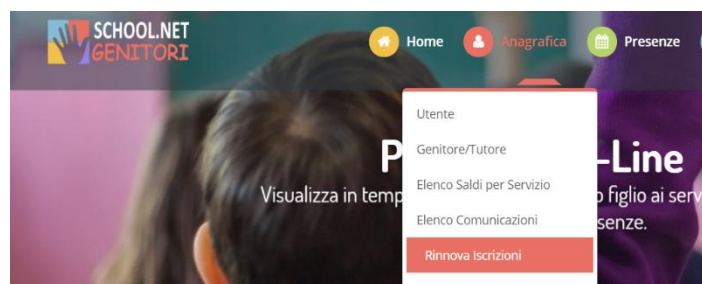 SCHOOL.NET
GENITORI
Home
Anagrafica
Presenze
Utente
Genitore/Tutore
Elenco Saldi per Servizio
Elenco Comunicazioni
Rinnova Iscrizioni
P
-Line
Visualizza in temp
figlio ai serv
senze.